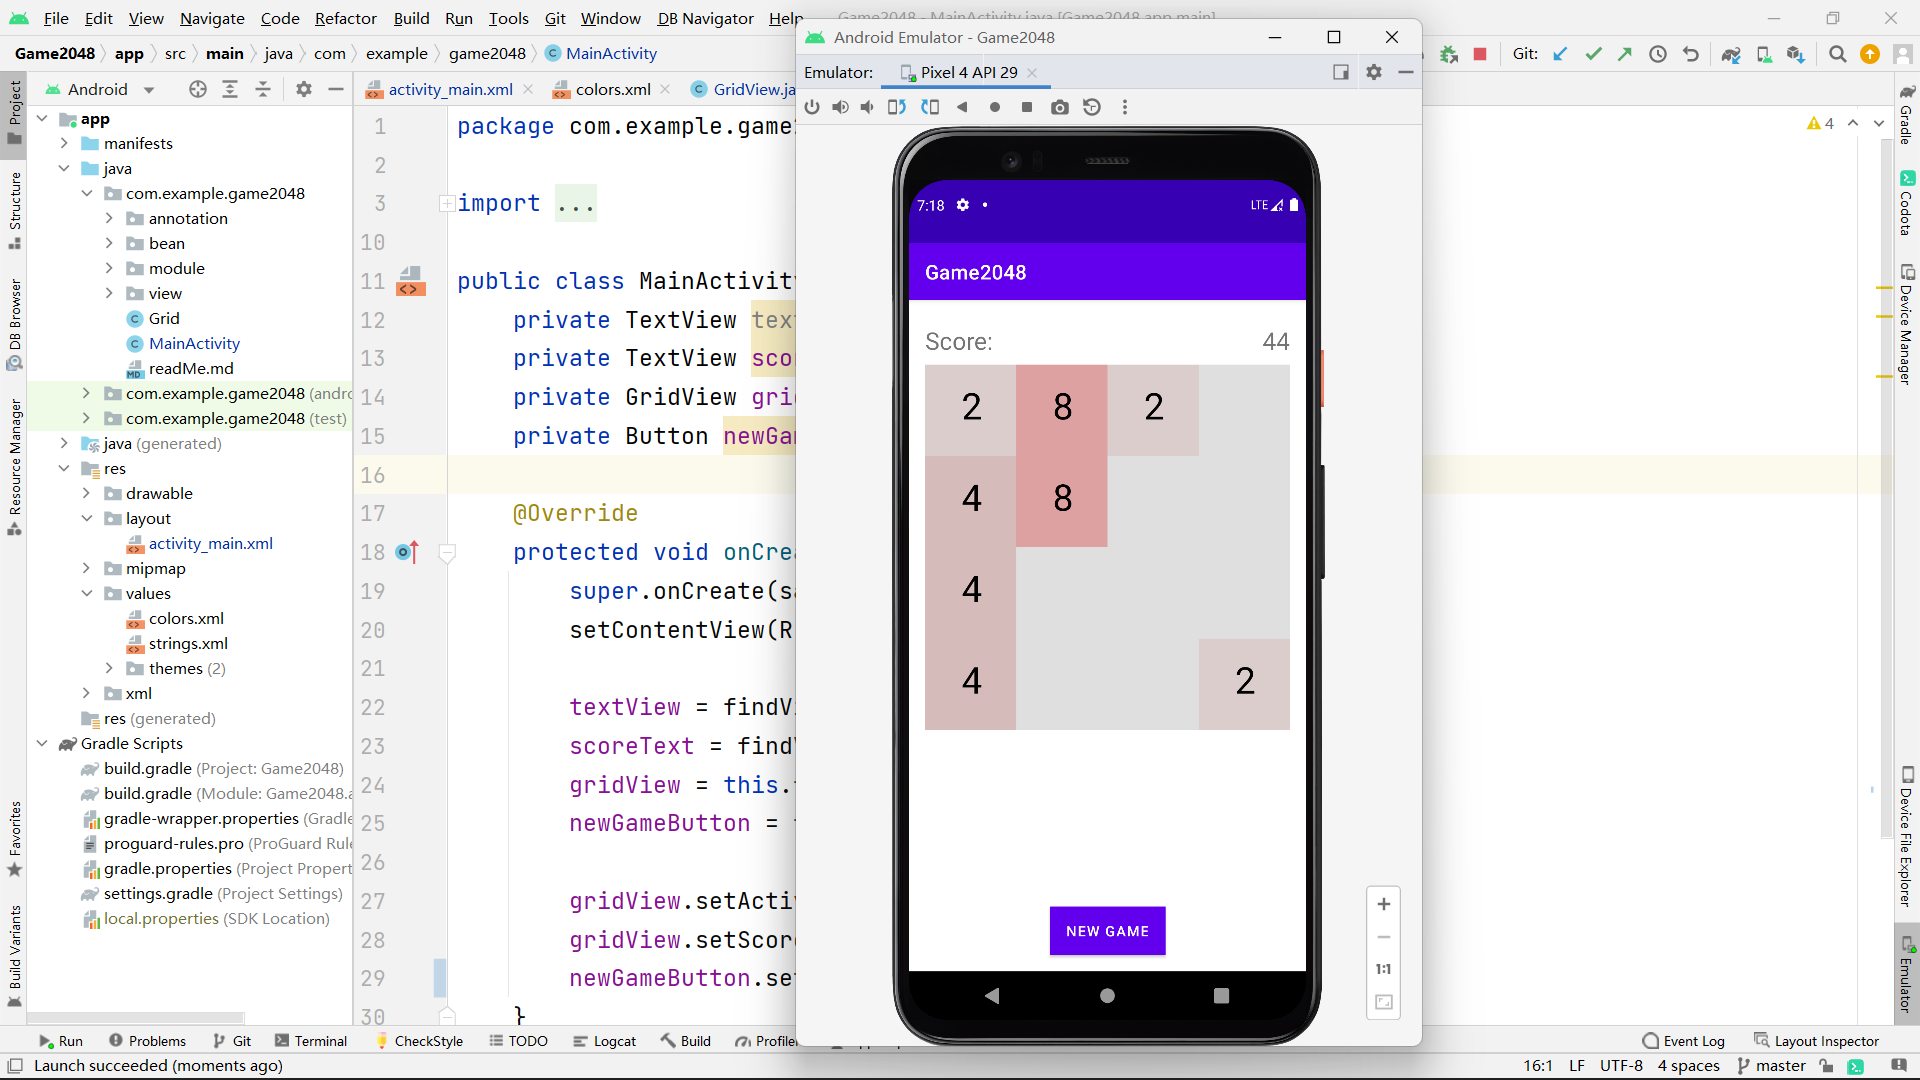 File Edit View Navigate Code Refactor Build Run Tools Git Window DB Navigator Help Game2048 - MainActivity.java [Game2048.app.main]
Game2048 app src main java com example game2048 MainActivity
Git:
Android
activity_main.xml
colors.xml
GridView.ja
4
Project
Structure
DB Browser
Resource Manager
Favorites
Build Variants
app
manifests
java
com.example.game2048
annotation
bean
module
view
Grid
MainActivity
readMe.md
com.example.game2048 (andro
com.example.game2048 (test)
java (generated)
res
drawable
layout
activity_main.xml
mipmap
values
colors.xml
strings.xml
themes (2)
xml
res (generated)
Gradle Scripts
build.gradle (Project: Game2048)
build.gradle (Module: Game2048.a
gradle-wrapper.properties (Gradle
proguard-rules.pro (ProGuard Rul
gradle.properties (Project Propert
settings.gradle (Project Settings)
local.properties (SDK Location)
1 package com.example.game
2
3 import ...
10
11 public class MainActivity
12 private TextView tex
13 private TextView sco
14 private GridView gri
15 private Button newGam
16
17 @Override
18 protected void onCre
19 super.onCreate(sa
20 setContentView(R
21
22 textView = findV
23 scoreText = find
24 gridView = this.
25 newGameButton =
26
27 gridView.setActi
28 gridView.setScor
29 newGameButton.se
30 }
Android Emulator - Game2048
Emulator: Pixel 4 API 29
7:18 LTE
Game2048
Score: 44
2 8 2
4 8
4
4 2
NEW GAME
1:1
Gradle
Codota
Device Manager
Device File Explorer
Emulator
Run Problems Git Terminal CheckStyle TODO Logcat Build Profiler
Event Log Layout Inspector
Launch succeeded (moments ago)
16:1 LF UTF-8 4 spaces master